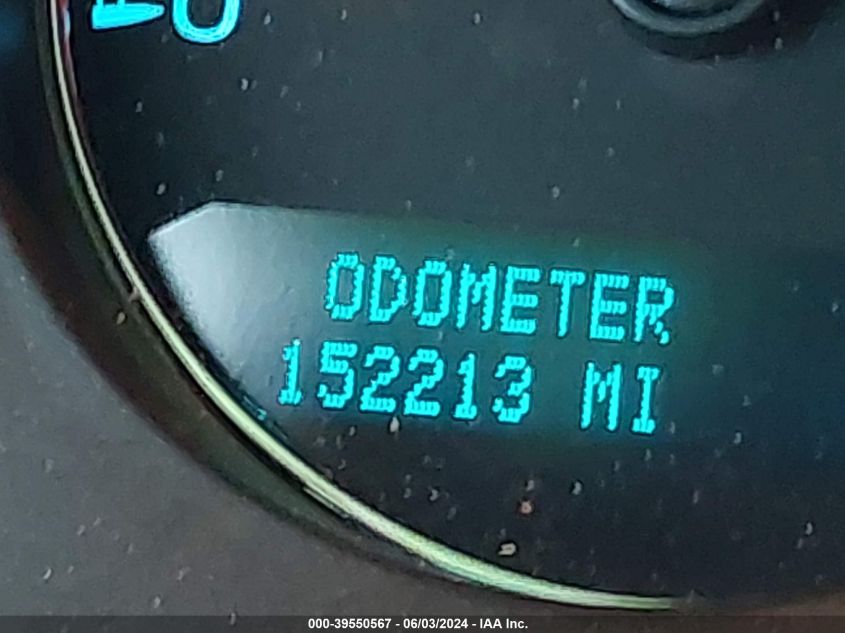 ODOMETER
152213 MI
000-39550567 - 06/03/2024 - IAA Inc.